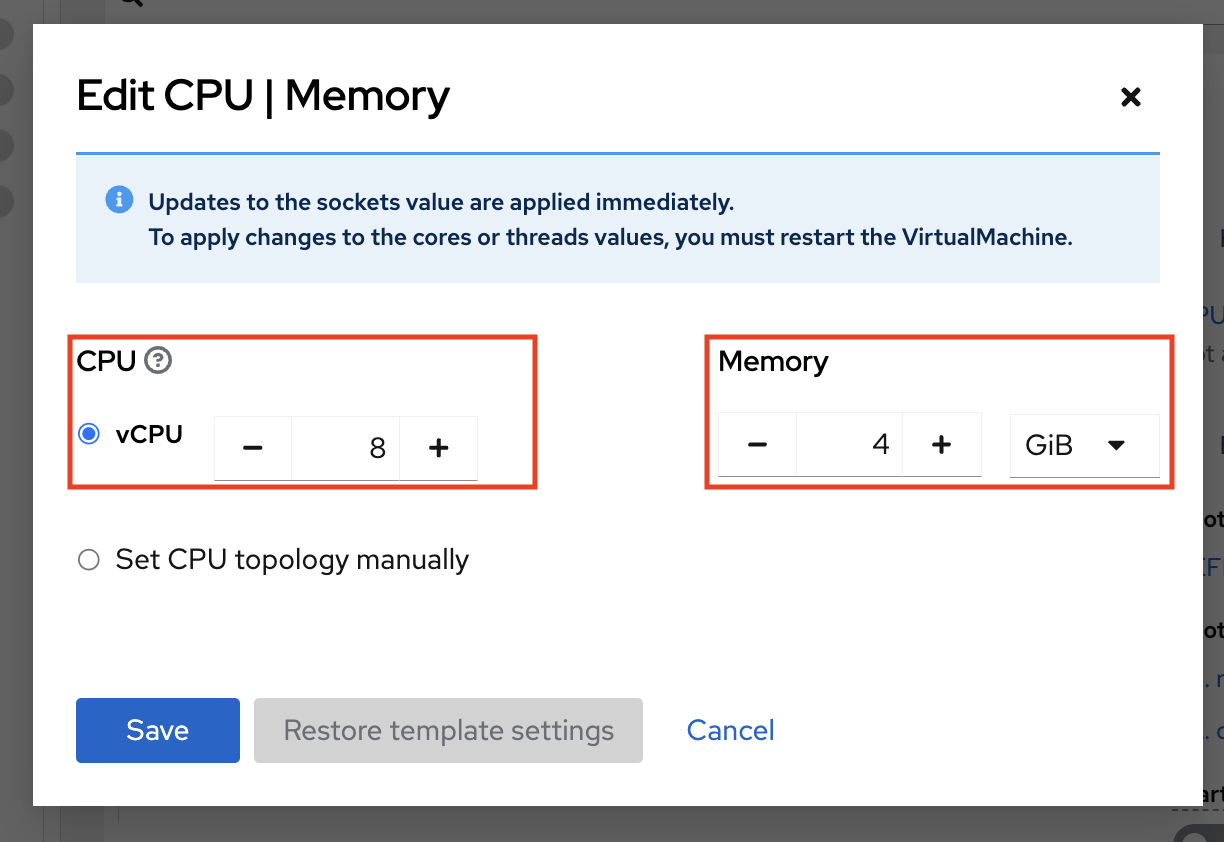 Edit CPU | Memory
Updates to the sockets value are applied immediately.
To apply changes to the cores or threads values, you must restart the VirtualMachine.
CPU
Memory
vCPU
8
4
GiB
Set CPU topology manually
Save
Restore template settings
Cancel